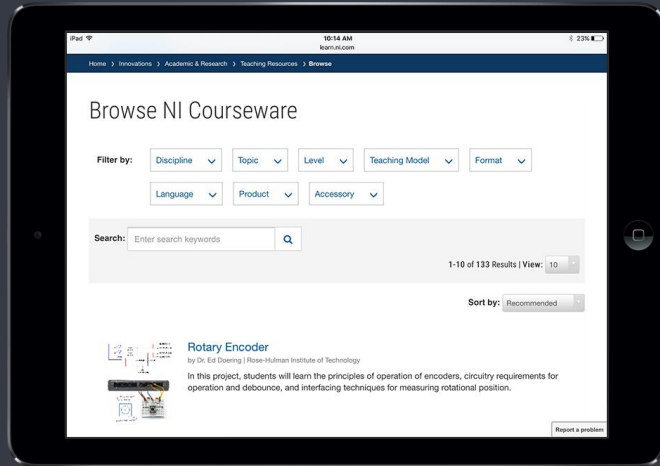 iPad
10:14 AM
23%
learn.ni.com
Home > Innovations > Academic & Research > Teaching Resources > Browse
Browse NI Courseware
Filter by: Discipline Topic Level Teaching Model Format
Language Product Accessory
Search: Enter search keywords
1-10 of 133 Results | View: 10
Sort by: Recommended
Rotary Encoder
by Dr. Ed Doering | Rose-Hulman Institute of Technology
In this project, students will learn the principles of operation of encoders, circuitry requirements for
operation and debounce, and interfacing techniques for measuring rotational position.
Report a problem